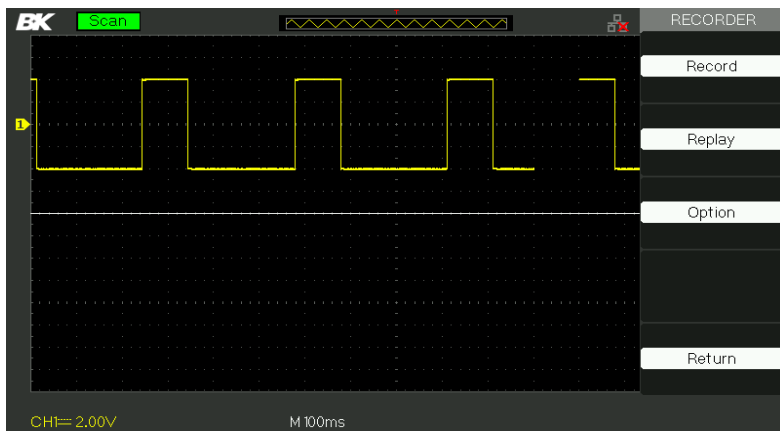 BK Scan
RECORDER
Record
1
Replay
Option
Return
CH1 2.00V M 100ms